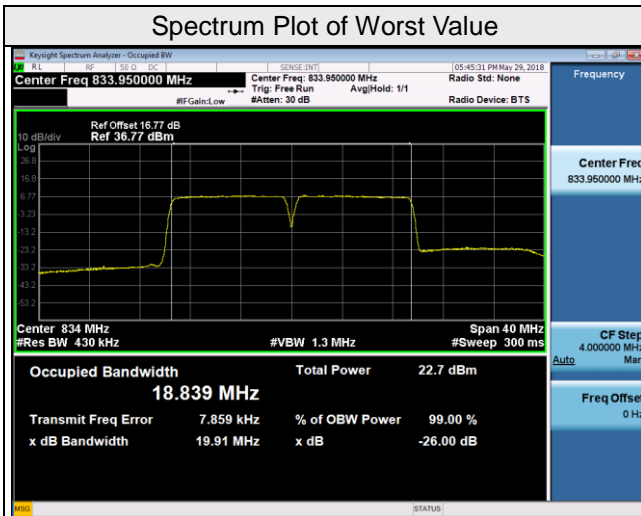 Spectrum Plot of Worst Value
Keysight Spectrum Analyzer - Occupied BW
RL RF 50 Ω DC SENSE:INT 05:45:31 PM May 29, 2018
Center Freq 833.950000 MHz Center Freq: 833.950000 MHz Radio Std: None Frequency
Trig: Free Run Avg|Hold: 1/1
#IFGain:Low #Atten: 30 dB Radio Device: BTS
Ref Offset 16.77 dB
10 dB/div Ref 36.77 dBm
Log
26.8
16.8
6.77
-3.23
-13.2
-23.2
-33.2
-43.2
-53.2
Center Freq
833.950000 MHz
Center 834 MHz Span 40 MHz
#Res BW 430 kHz #VBW 1.3 MHz #Sweep 300 ms
CF Step
4.000000 MHz
Auto Man
Occupied Bandwidth Total Power 22.7 dBm
18.839 MHz
Transmit Freq Error 7.859 kHz % of OBW Power 99.00 %
x dB Bandwidth 19.91 MHz x dB -26.00 dB
Freq Offset
0 Hz
MSG STATUS